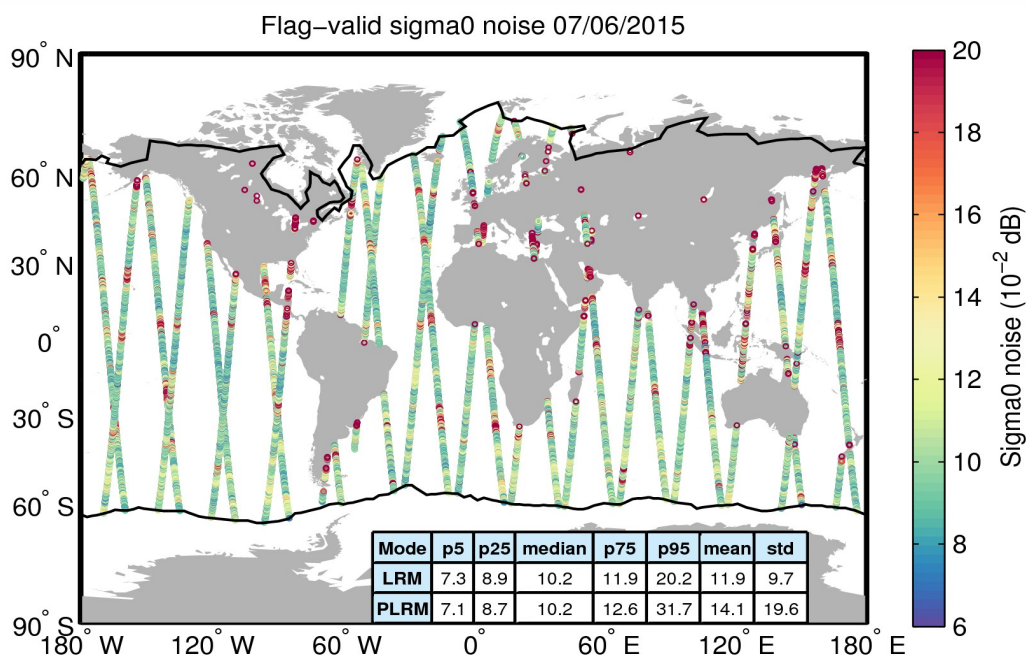 Flag−valid sigma0 noise 07/06/2015
90° N
60° N
30° N
0°
30° S
60° S
90° S
180° W
120° W
60° W
0°
60° E
120° E
180° E
20
18
16
14
12
10
8
6
Sigma0 noise (10⁻² dB)
Mode p5 p25 median p75 p95 mean std
LRM 7.3 8.9 10.2 11.9 20.2 11.9 9.7
PLRM 7.1 8.7 10.2 12.6 31.7 14.1 19.6